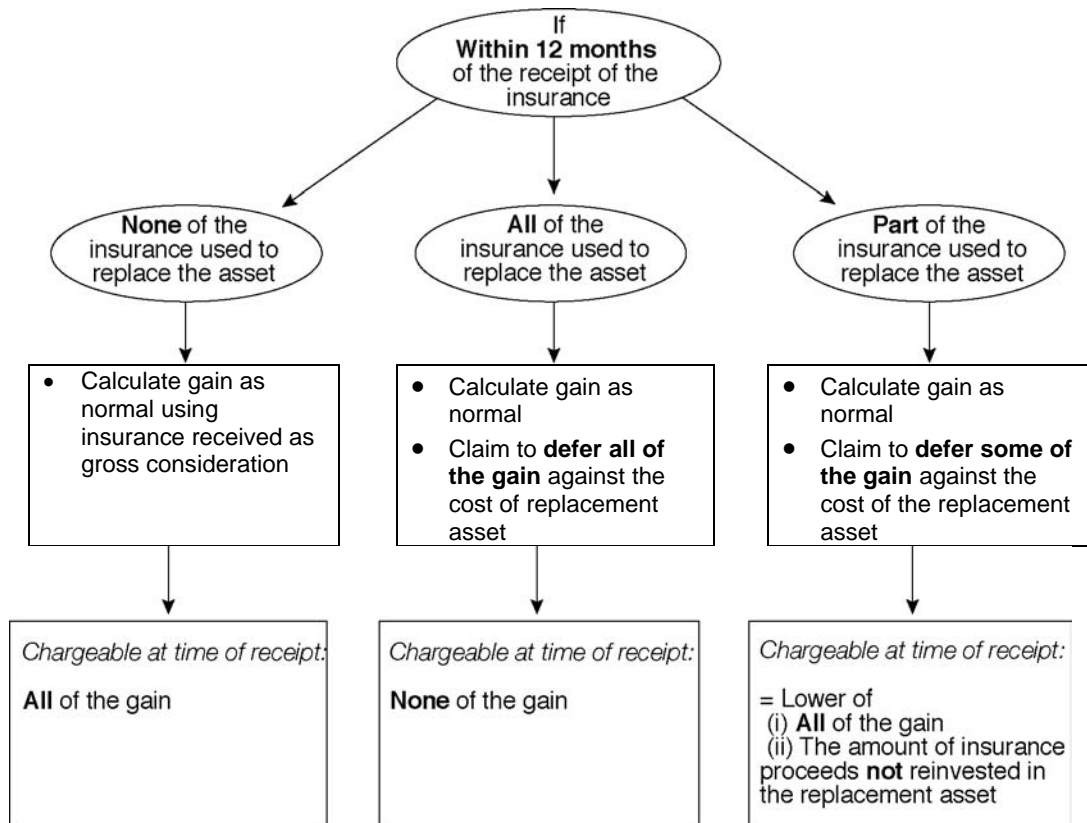 If
Within 12 months
of the receipt of the
insurance
None of the
insurance used to
replace the asset
All of the
insurance used to
replace the asset
Part of the
insurance used to
replace the asset
• Calculate gain as
normal using
insurance received as
gross consideration
• Calculate gain as
normal
• Claim to defer all of
the gain against the
cost of replacement
asset
• Calculate gain as
normal
• Claim to defer some of
the gain against the
cost of the replacement
asset
Chargeable at time of receipt:
All of the gain
Chargeable at time of receipt:
None of the gain
Chargeable at time of receipt:
= Lower of
(i) All of the gain
(ii) The amount of insurance
proceeds not reinvested in
the replacement asset